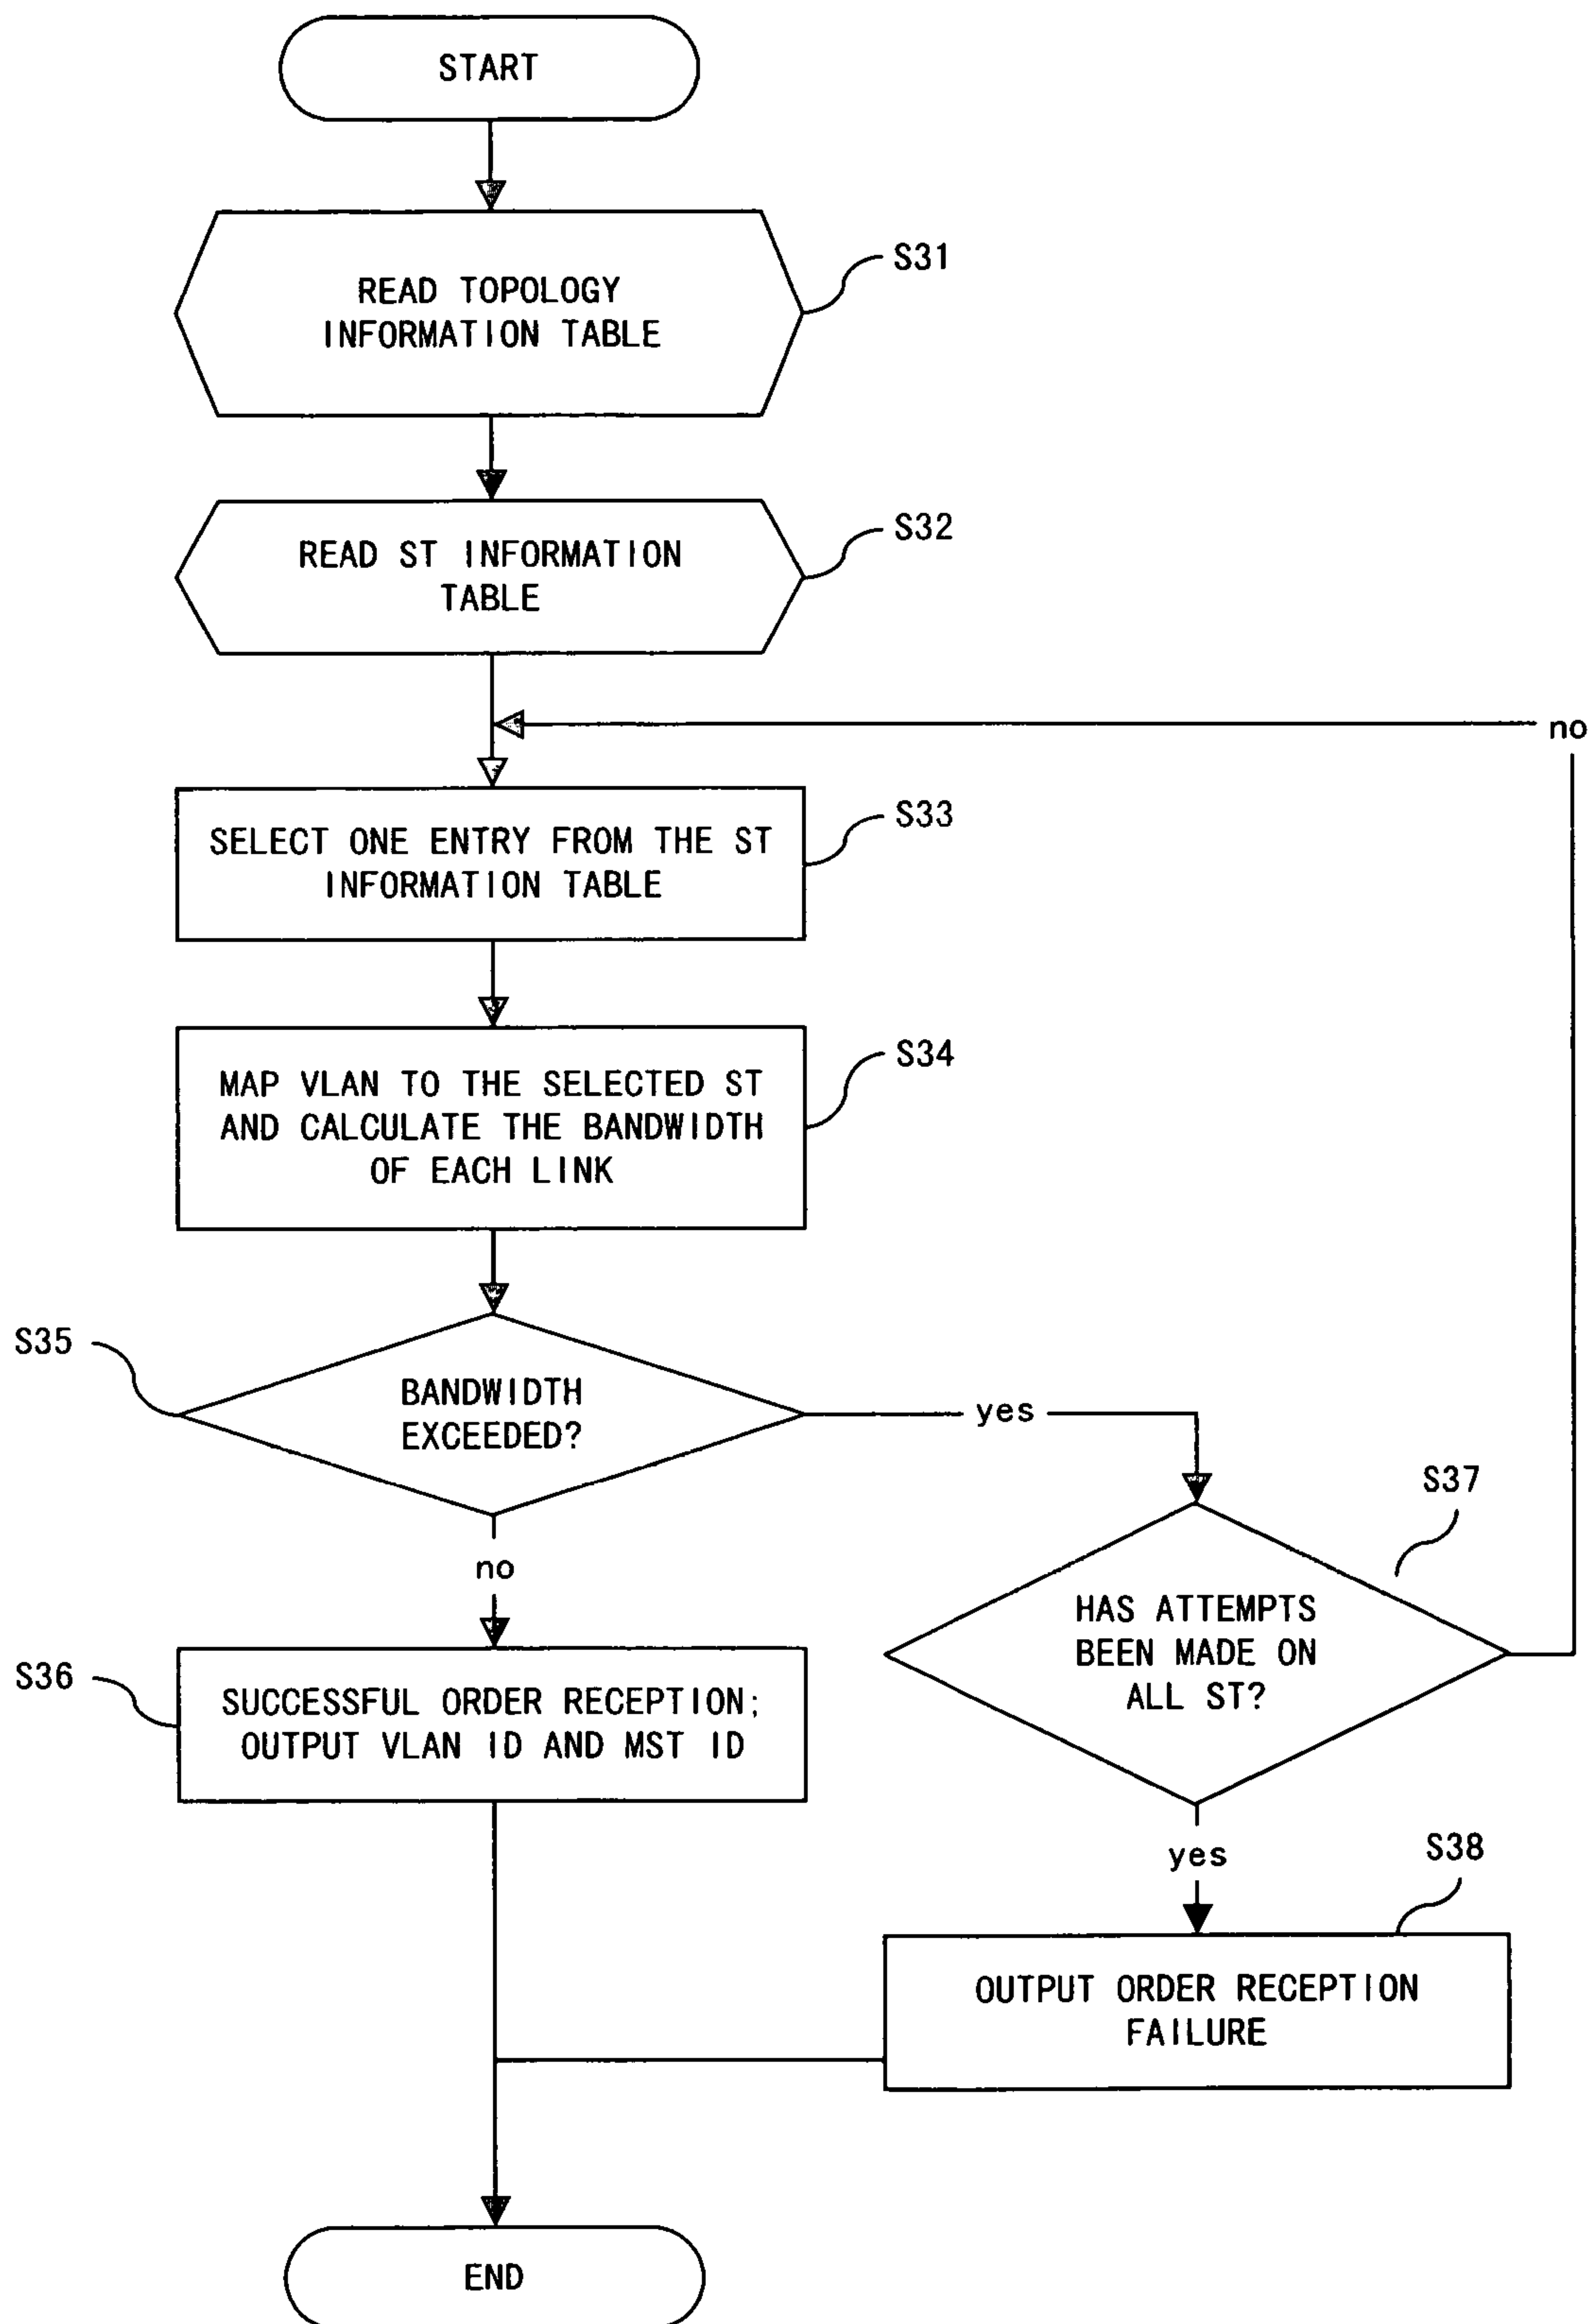 START
READ TOPOLOGY
INFORMATION TABLE
S31
READ ST INFORMATION
TABLE
S32
no
SELECT ONE ENTRY FROM THE ST
INFORMATION TABLE
S33
MAP VLAN TO THE SELECTED ST
AND CALCULATE THE BANDWIDTH
OF EACH LINK
S34
S35
BANDWIDTH
EXCEEDED?
yes
no
S37
HAS ATTEMPTS
BEEN MADE ON
ALL ST?
S36
SUCCESSFUL ORDER RECEPTION;
OUTPUT VLAN ID AND MST ID
yes
S38
OUTPUT ORDER RECEPTION
FAILURE
END